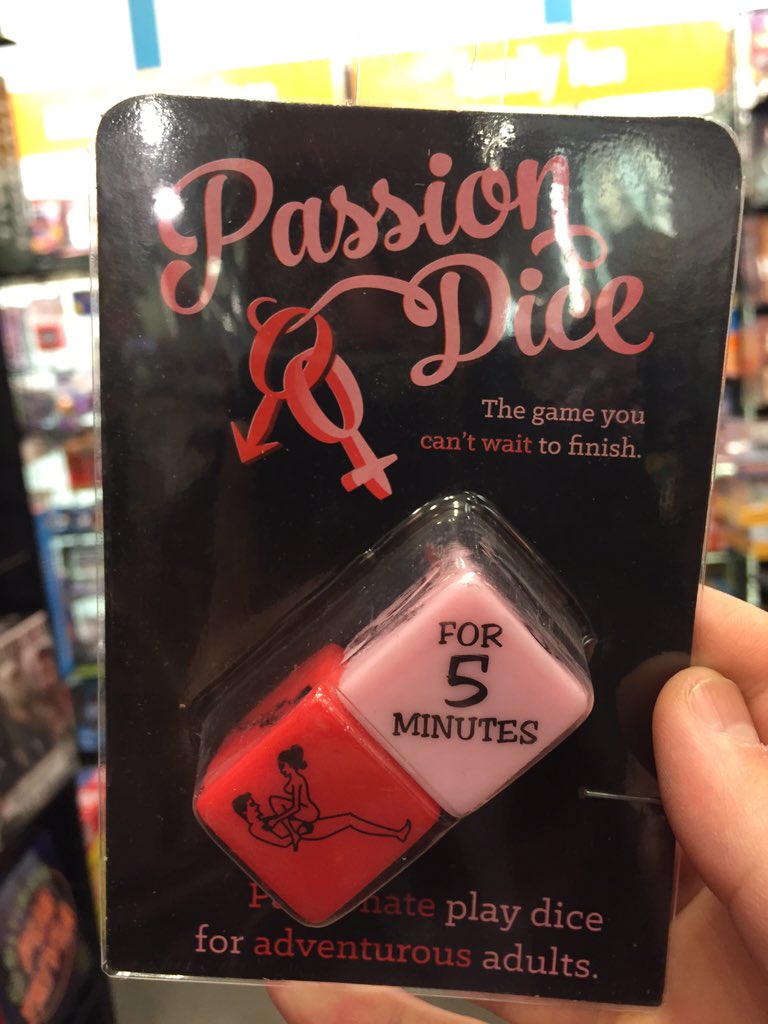 Passion
Dice
The game you
can't wait to finish.
FOR
5
MINUTES
play dice
for adventurous adults.